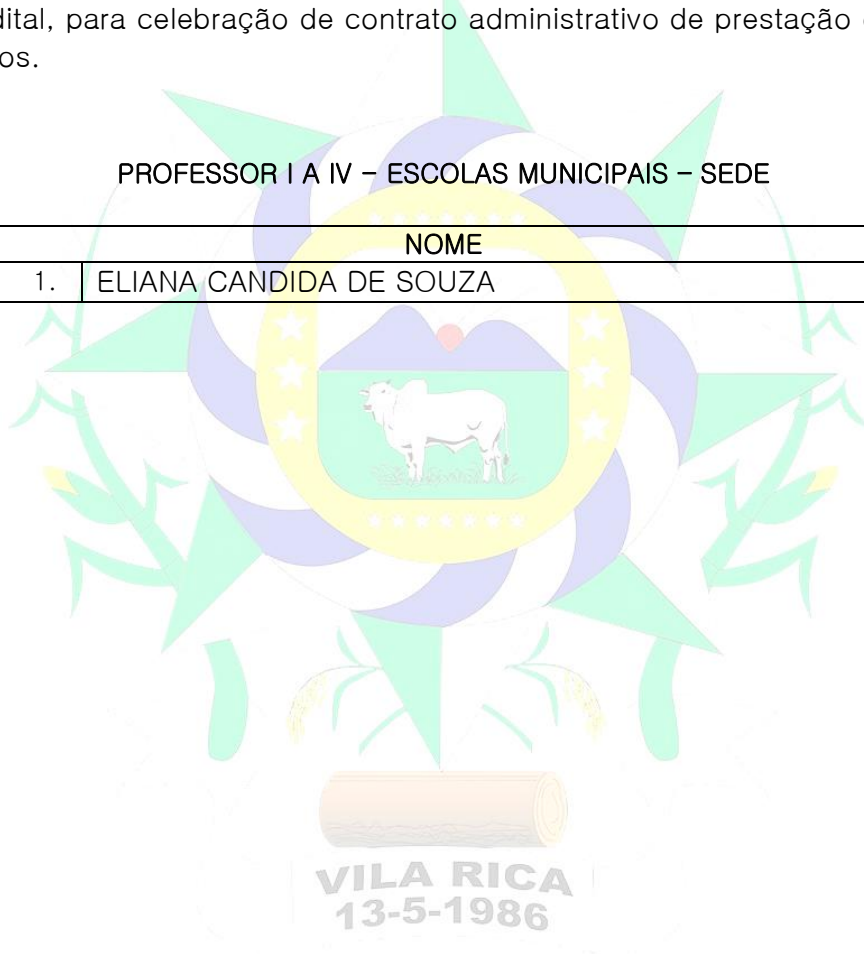 dital, para celebração de contrato administrativo de prestação
os.
PROFESSOR I A IV – ESCOLAS MUNICIPAIS – SEDE
NOME
1. ELIANA CANDIDA DE SOUZA
VILA RICA
13-5-1986